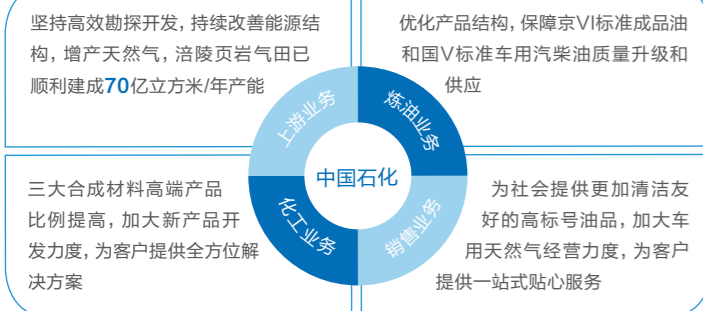 坚持高效勘探开发，持续改善能源结
构，增产天然气，涪陵页岩气田已
顺利建成70亿立方米/年产能
优化产品结构，保障京VI标准成品油
和国V标准车用汽柴油质量升级和
供应
上游业务
炼油业务
中国石化
化工业务
销售业务
三大合成材料高端产品
比例提高，加大新产品开
发力度，为客户提供全方位解
决方案
为社会提供更加清洁友
好的高标号油品，加大车
用天然气经营力度，为客户
提供一站式贴心服务